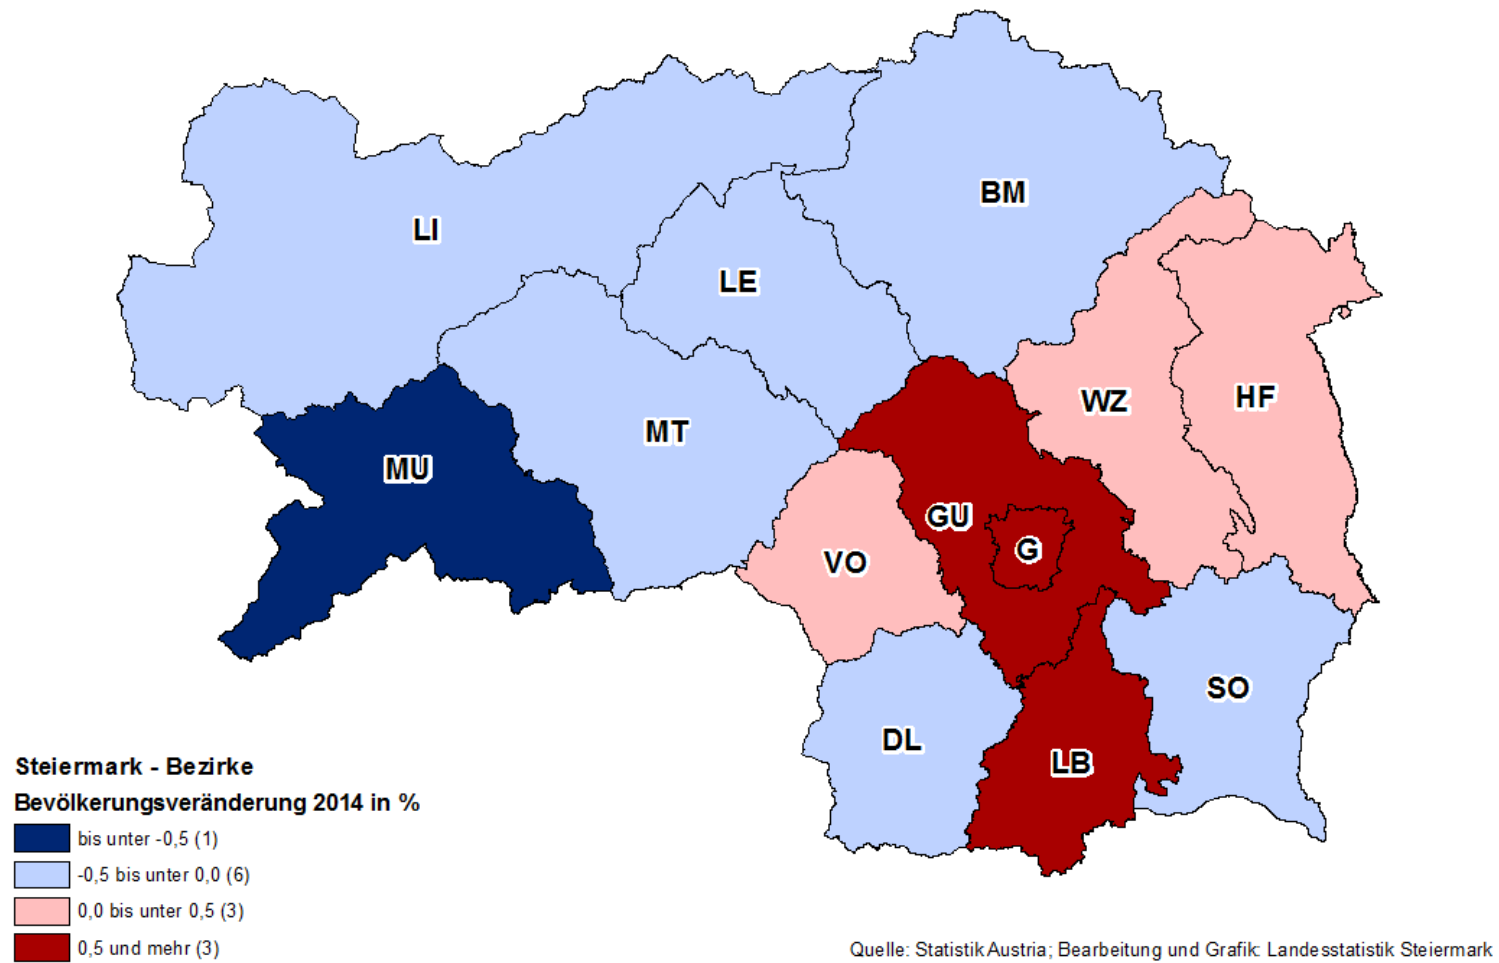 BM
LI
LE
WZ
HF
MT
MU
GU
G
VO
SO
DL
LB
Steiermark - Bezirke
Bevölkerungsveränderung 2014 in %
bis unter -0,5 (1)
-0,5 bis unter 0,0 (6)
0,0 bis unter 0,5 (3)
0,5 und mehr (3)
Quelle: Statistik Austria; Bearbeitung und Grafik: Landesstatistik Steiermark